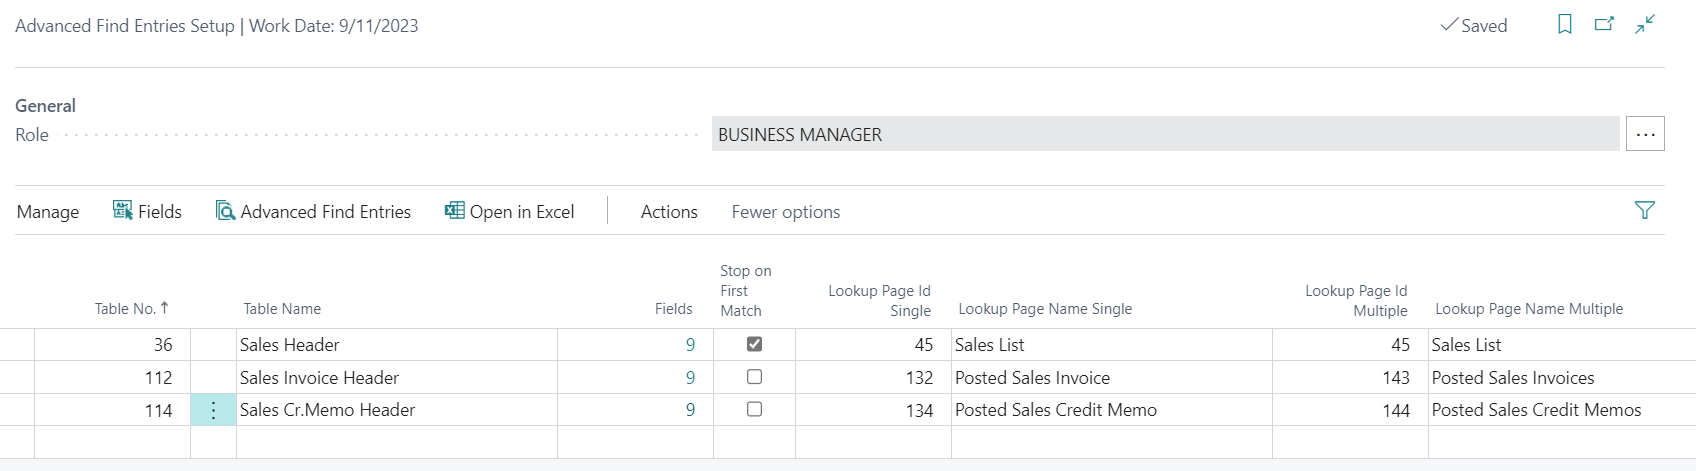 Advanced Find Entries Setup | Work Date: 9/11/2023 Saved
General
Role BUSINESS MANAGER ...
Manage Fields Advanced Find Entries Open in Excel Actions Fewer options
Table No. ↑ Table Name Fields Stop on First Match Lookup Page Id Single Lookup Page Name Single Lookup Page Id Multiple Lookup Page Name Multiple
36 Sales Header 9 45 Sales List 45 Sales List
112 Sales Invoice Header 9 132 Posted Sales Invoice 143 Posted Sales Invoices
114 Sales Cr.Memo Header 9 134 Posted Sales Credit Memo 144 Posted Sales Credit Memos